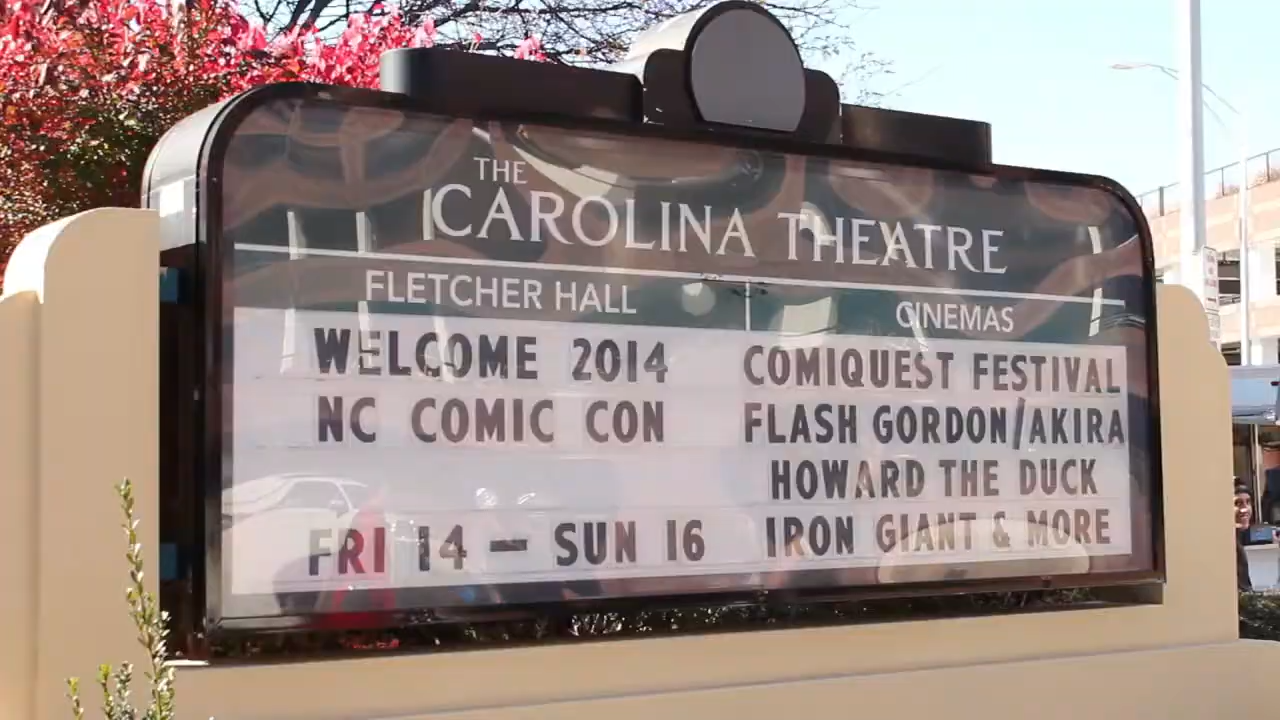 THE
CAROLINA THEATRE
FLETCHER HALL
WELCOME 2014
NC COMIC CON
FRI 14 - SUN 16
CINEMAS
COMIQUEST FESTIVAL
FLASH GORDON/AKIRA
HOWARD THE DUCK
IRON GIANT & MORE